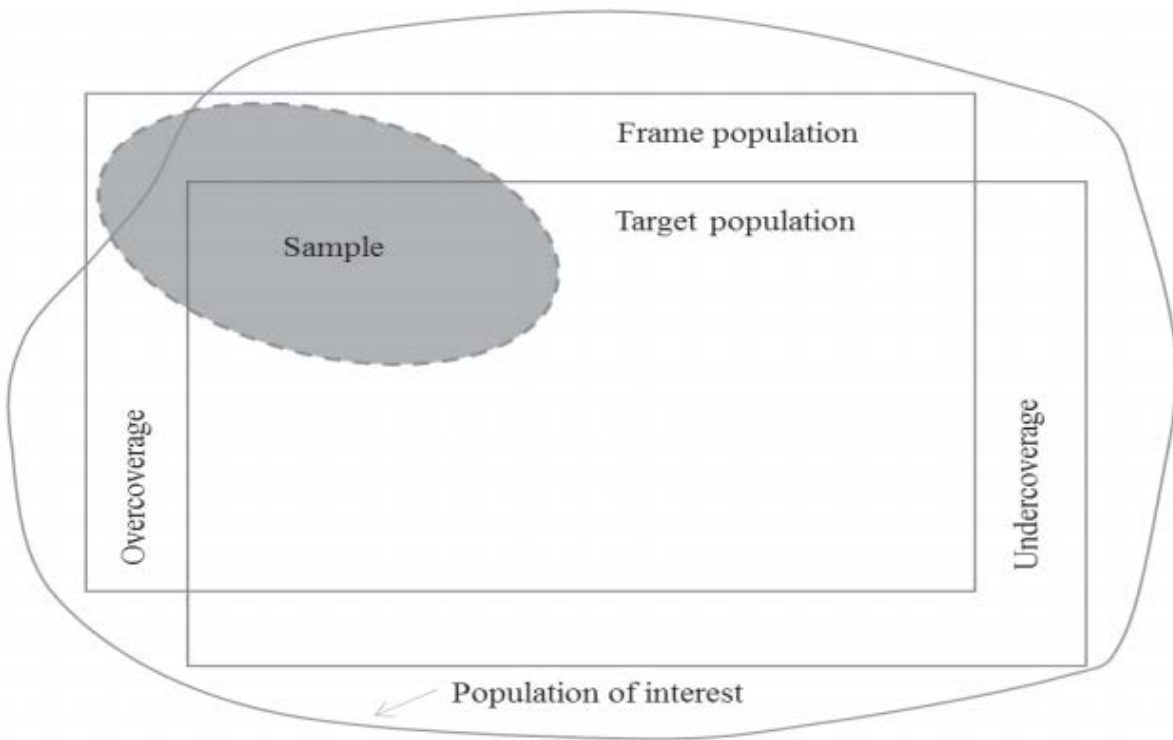 Frame population
Target population
Sample
Overcoverage
Undercoverage
Population of interest